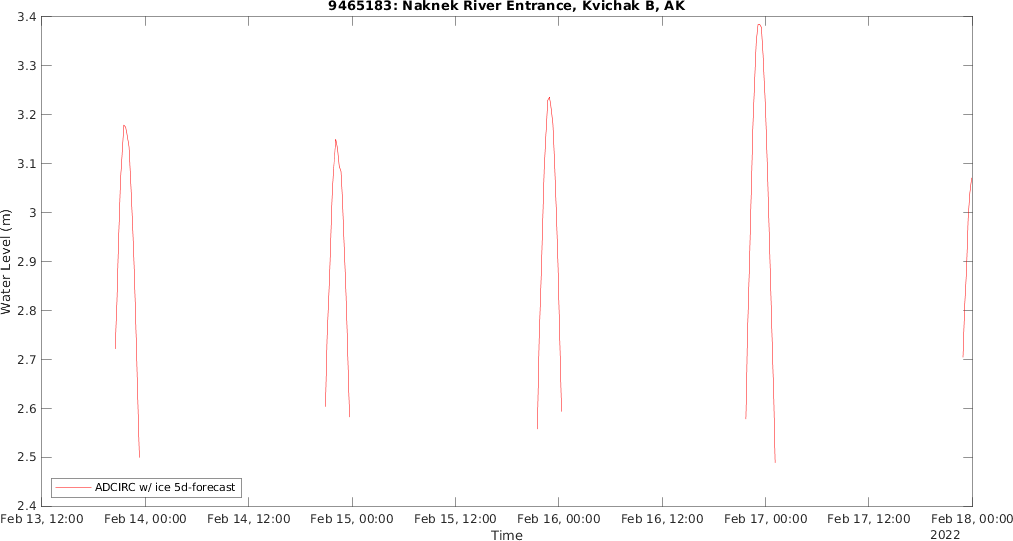 9465183: Naknek River Entrance, Kvichak B, AK
3.4
3.3
3.2
3.1
3
2.9
2.8
2.7
2.6
2.5
2.4
Water Level (m)
ADCIRC w/ ice 5d-forecast
Feb 13, 12:00 Feb 14, 00:00 Feb 14, 12:00 Feb 15, 00:00 Feb 15, 12:00 Feb 16, 00:00 Feb 16, 12:00 Feb 17, 00:00 Feb 17, 12:00 Feb 18, 00:00
Time
2022